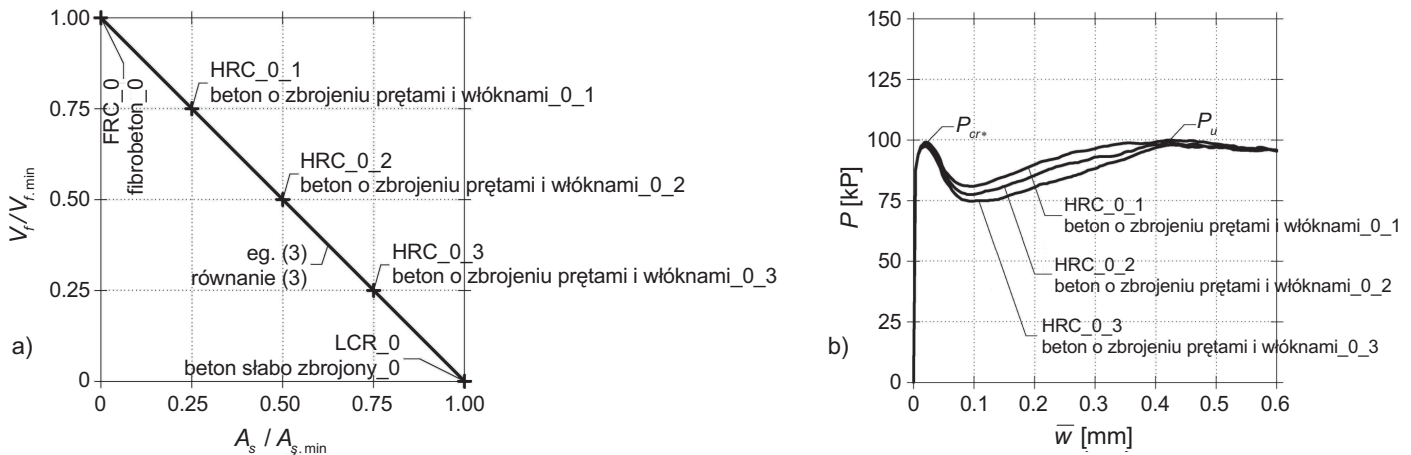 1.00
0.75
0.50
0.25
0
V_f/V_f.min
FRC_0
fibrobeton_0
HRC_0_1
beton o zbrojeniu prętami i włóknami_0_1
HRC_0_2
beton o zbrojeniu prętami i włóknami_0_2
eg. (3)
równanie (3)
HRC_0_3
beton o zbrojeniu prętami i włóknami_0_3
LCR_0
beton słabo zbrojony_0
a)
0 0.25 0.50 0.75 1.00
A_s / A_ş.min
150
125
100
75
50
25
0
P [kP]
P_cr*
P_u
HRC_0_1
beton o zbrojeniu prętami i włóknami_0_1
HRC_0_2
beton o zbrojeniu prętami i włóknami_0_2
HRC_0_3
beton o zbrojeniu prętami i włóknami_0_3
b)
0 0.1 0.2 0.3 0.4 0.5 0.6
w̅ [mm]